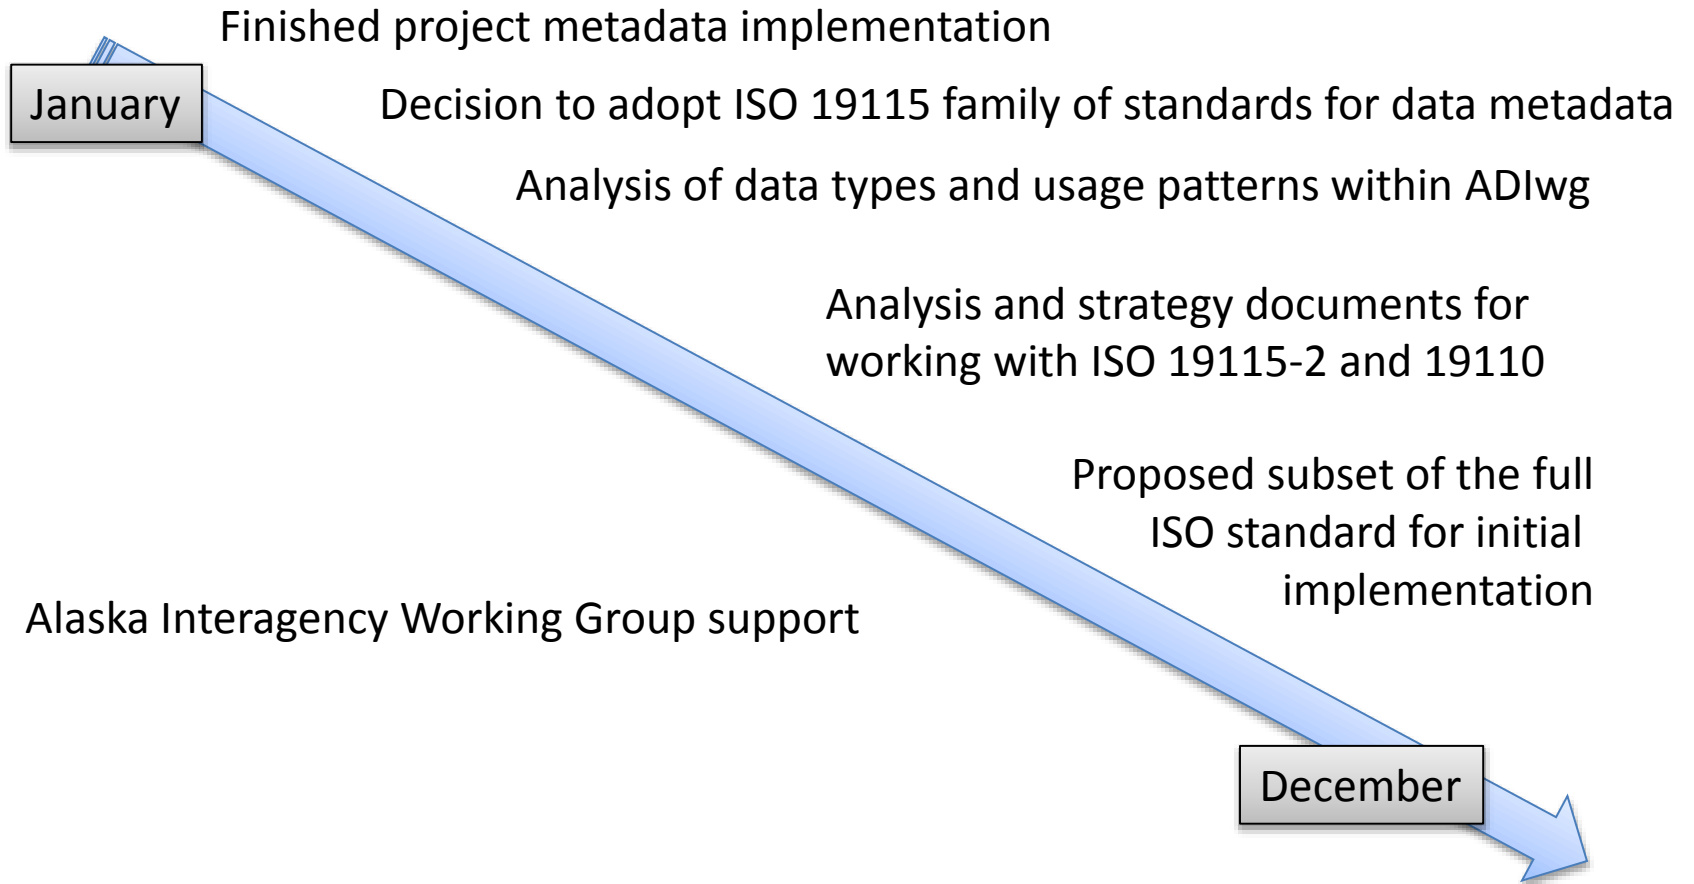 Finished project metadata implementation
January
Decision to adopt ISO 19115 family of standards for data metadata
Analysis of data types and usage patterns within ADIwg
Analysis and strategy documents for
working with ISO 19115-2 and 19110
Proposed subset of the full
ISO standard for initial
implementation
Alaska Interagency Working Group support
December